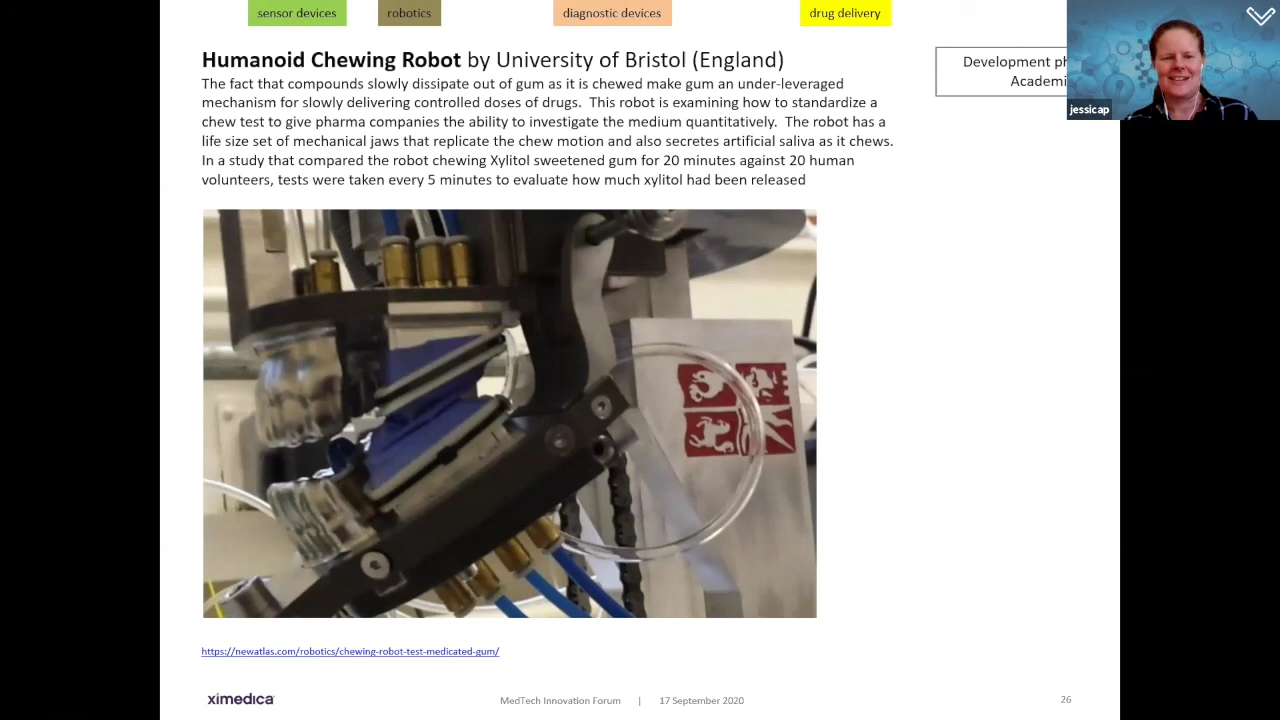 sensor devices
robotics
diagnostic devices
drug delivery
Humanoid Chewing Robot by University of Bristol (England)
The fact that compounds slowly dissipate out of gum as it is chewed make gum an under-leveraged
mechanism for slowly delivering controlled doses of drugs.  This robot is examining how to standardize a
chew test to give pharma companies the ability to investigate the medium quantitatively.  The robot has a
life size set of mechanical jaws that replicate the chew motion and also secretes artificial saliva as it chews.
In a study that compared the robot chewing Xylitol sweetened gum for 20 minutes against 20 human
volunteers, tests were taken every 5 minutes to evaluate how much xylitol had been released
Development ph
Academi
jessicap
https://newatlas.com/robotics/chewing-robot-test-medicated-gum/
ximedica
MedTech Innovation Forum | 17 September 2020
26